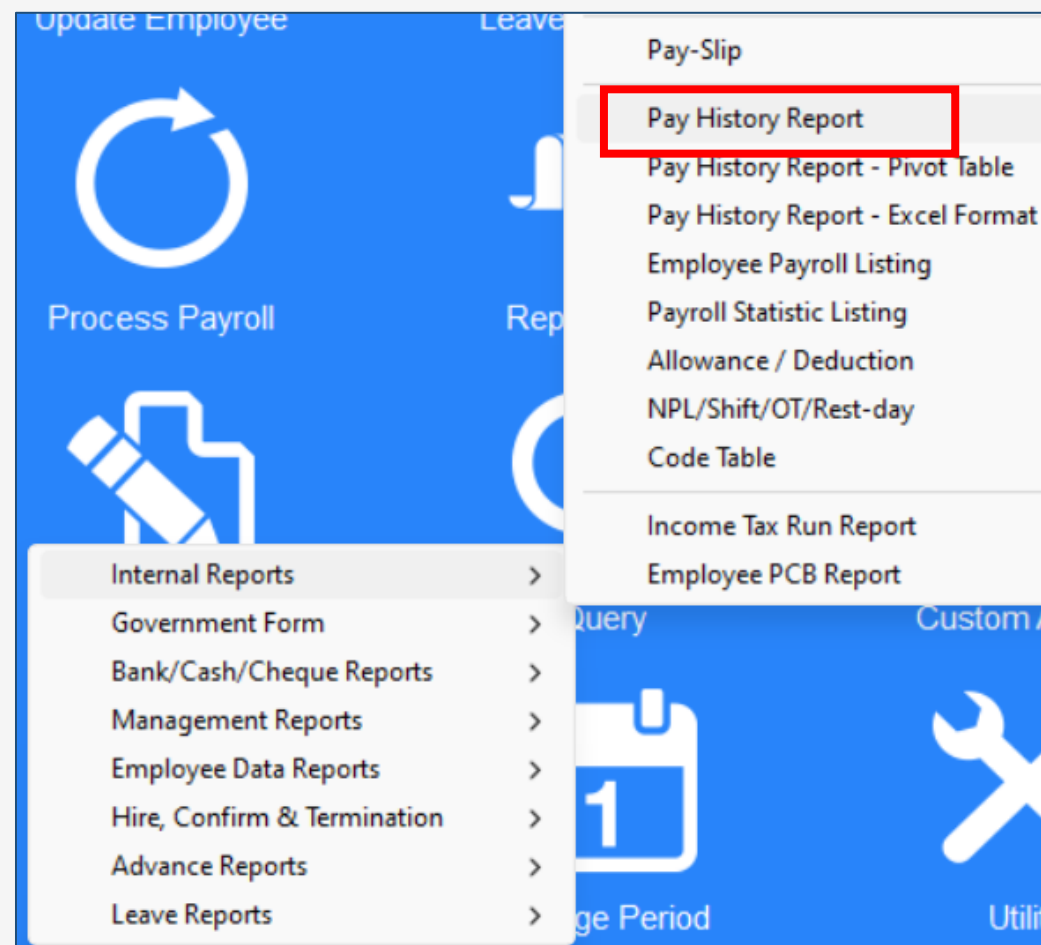 Update Employee
Leave
Process Payroll
Pay-Slip
Pay History Report
Pay History Report - Pivot Table
Pay History Report - Excel Format
Employee Payroll Listing
Payroll Statistic Listing
Allowance / Deduction
NPL/Shift/OT/Rest-day
Code Table
Income Tax Run Report
Employee PCB Report
Internal Reports
Government Form
Bank/Cash/Cheque Reports
Management Reports
Employee Data Reports
Hire, Confirm & Termination
Advance Reports
Leave Reports
Query
Custom
1
Period